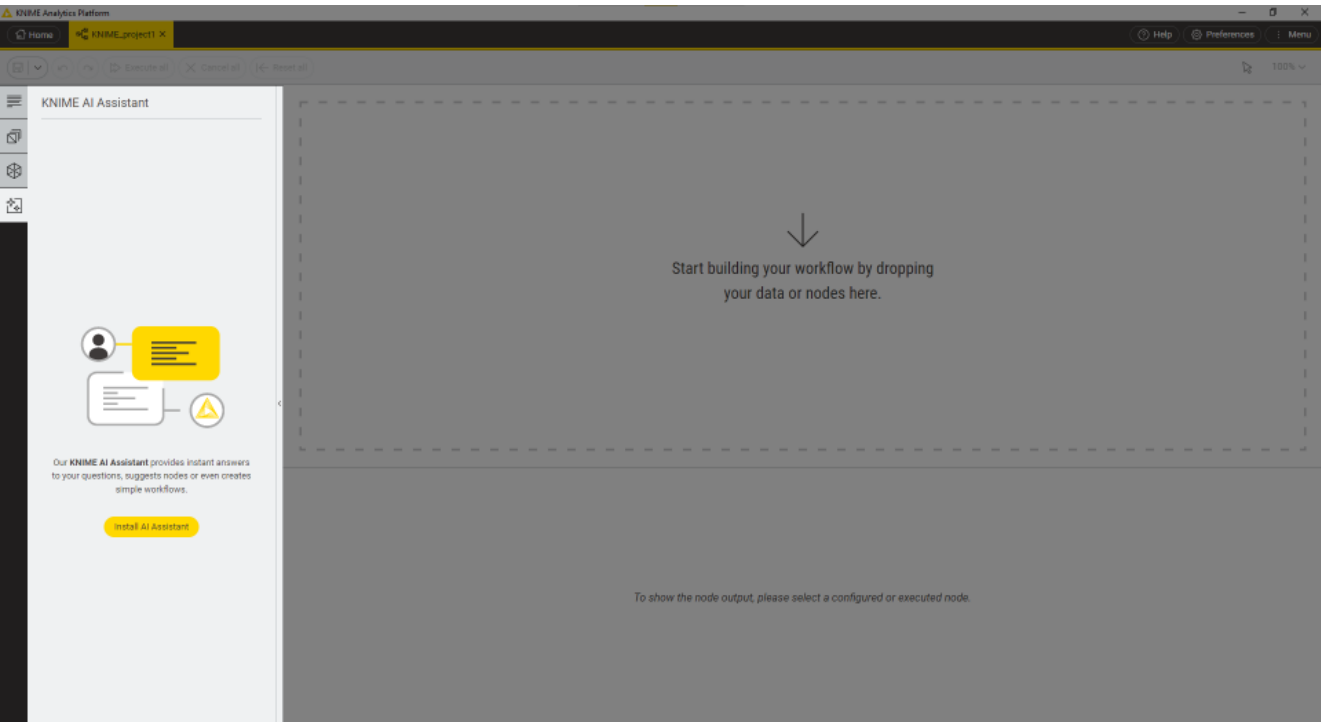 KNIME Analytics Platform
Home
KNIME_project1
Help
Preferences
Menu
Execute all
Cancel all
Reset all
100%
KNIME AI Assistant
Start building your workflow by dropping
your data or nodes here.
Our KNIME AI Assistant provides instant answers
to your questions, suggests nodes or even creates
simple workflows.
Install AI Assistant
To show the node output, please select a configured or executed node.